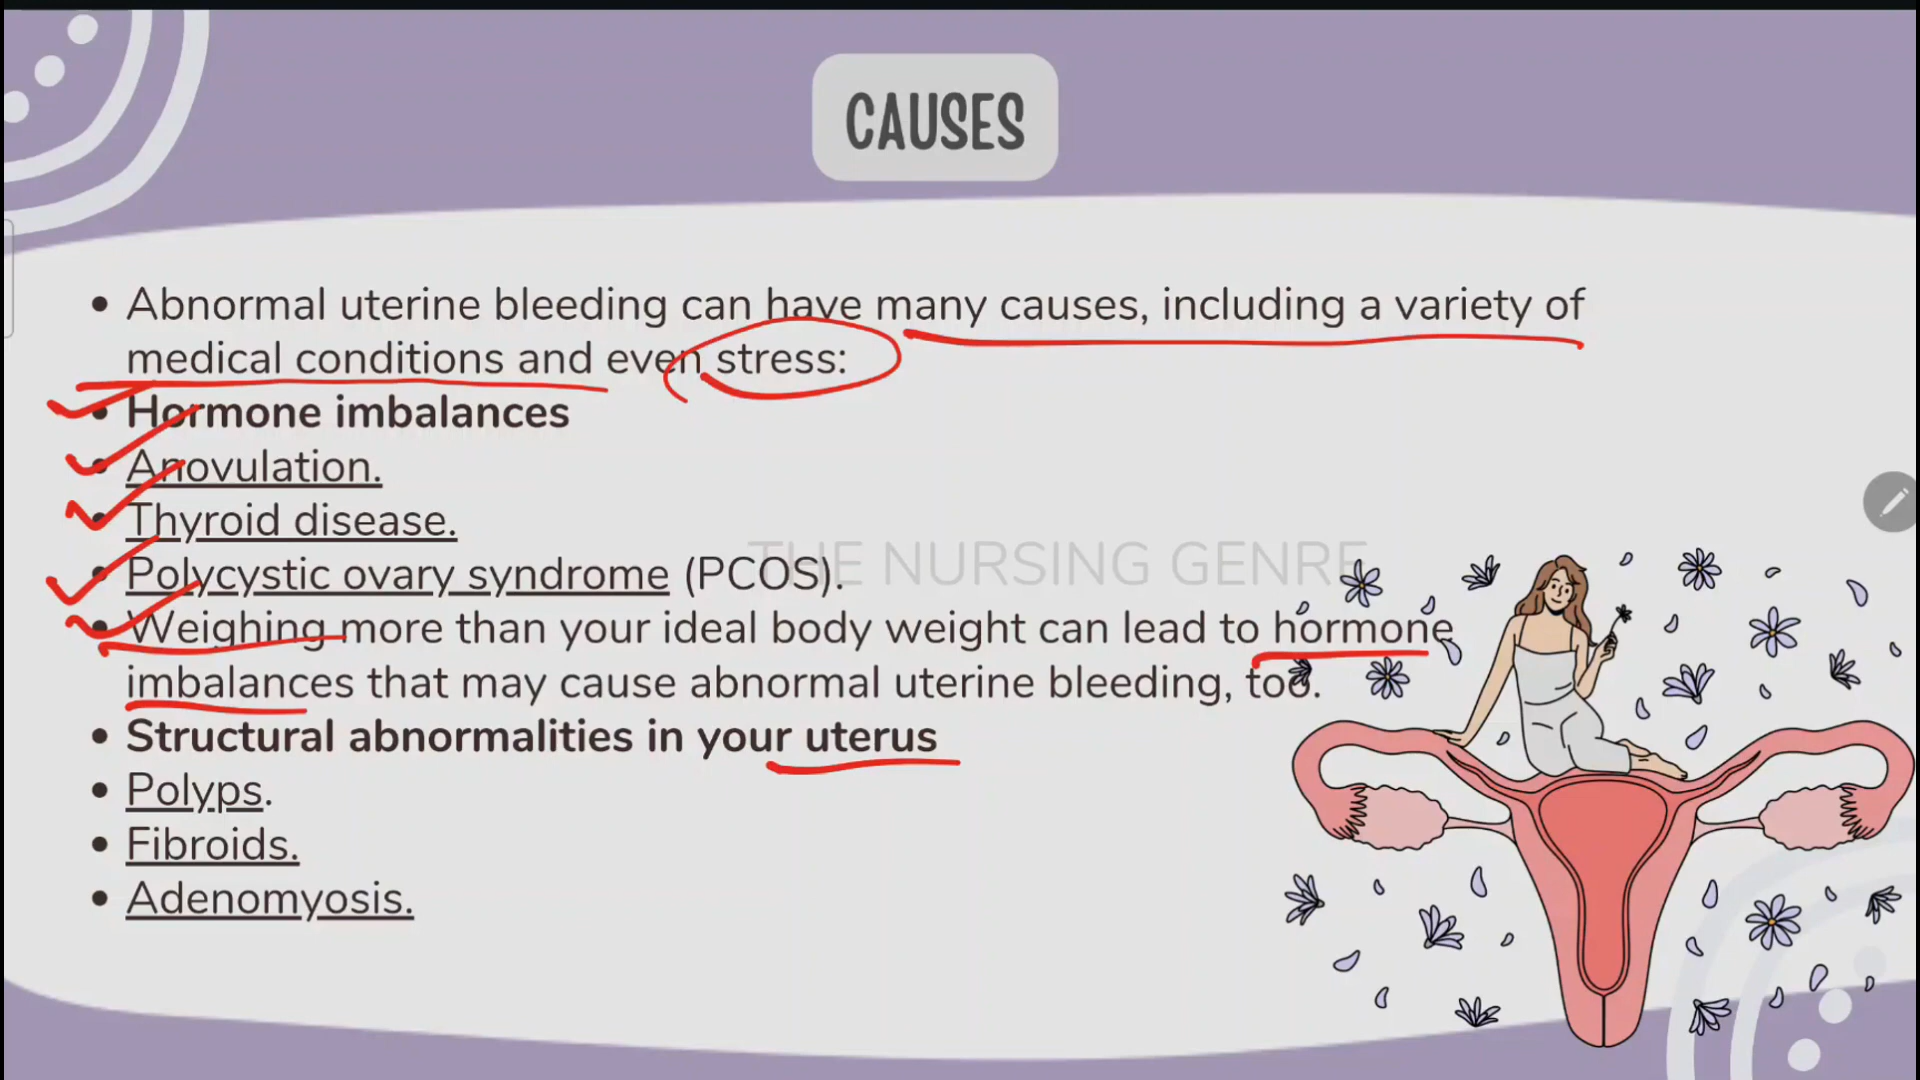 CAUSES
• Abnormal uterine bleeding can have many causes, including a variety of
medical conditions and even stress:
• Hormone imbalances
• Anovulation.
• Thyroid disease.
• Polycystic ovary syndrome (PCOS).
THE NURSING GENRE
• Weighing more than your ideal body weight can lead to hormone
imbalances that may cause abnormal uterine bleeding, too.
• Structural abnormalities in your uterus
• Polyps.
• Fibroids.
• Adenomyosis.